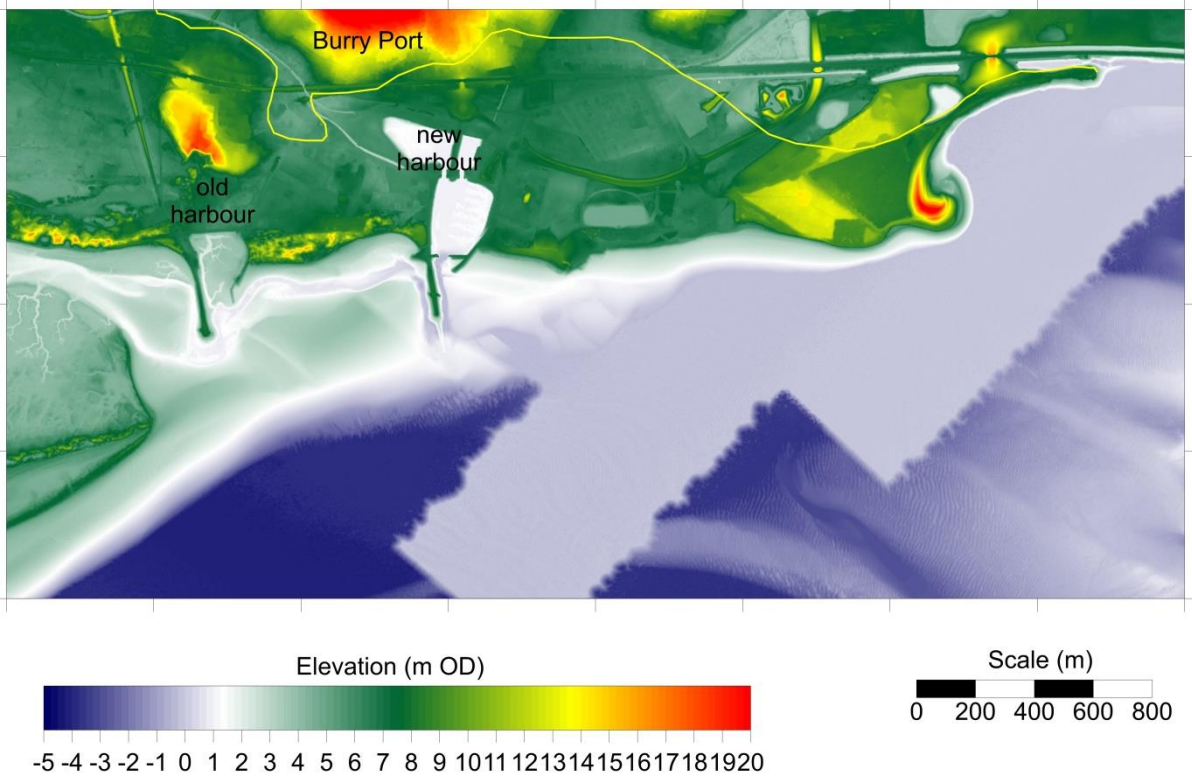 Burry Port
new
harbour
old
harbour
Elevation (m OD)
-5 -4 -3 -2 -1 0 1 2 3 4 5 6 7 8 9 10 11 12 13 14 15 16 17 18 19 20
Scale (m)
0 200 400 600 800